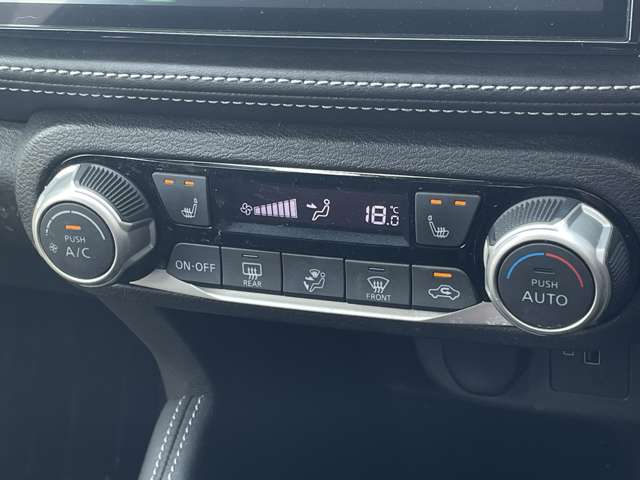 PUSH
A/C
18.0
°C
ON·OFF
REAR
FRONT
PUSH
AUTO